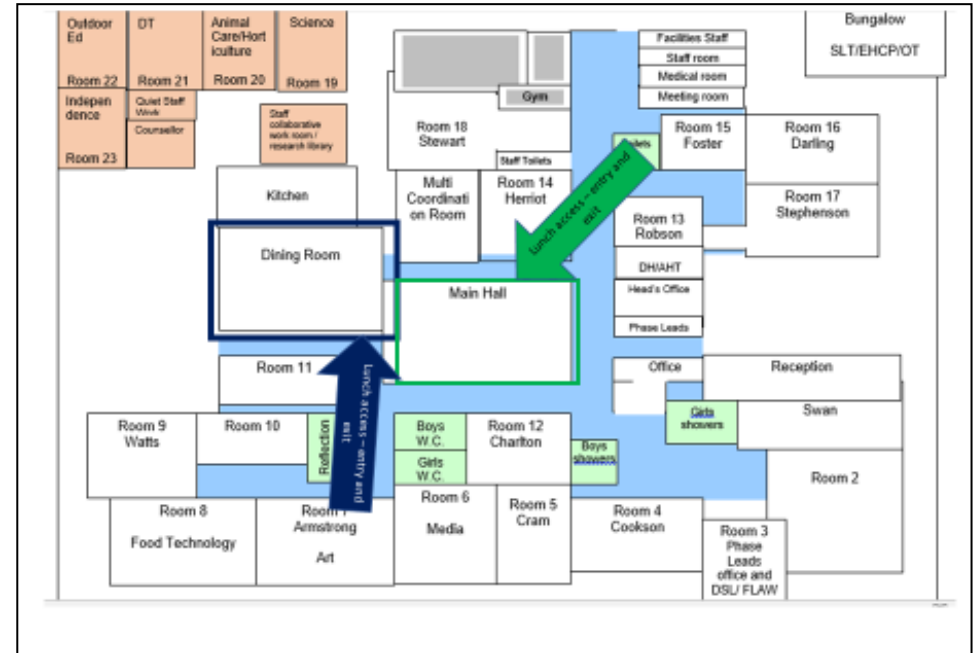 Outdoor
Ed
Room 22
DT
Room 21
Animal
Care/Hort
iculture
Room 20
Science
Room 19
Indepen
dence
Room 23
Quiet Staff
Work
Counsellor
Staff
collaborative
work room /
research library
Gym
Room 18
Stewart
Staff Toilets
Facilities Staff
Staff room
Medical room
Meeting room
Bungalow
SLT/EHCP/OT
Room 15
Foster
Room 16
Darling
Room 17
Stephenson
Kitchen
Multi
Coordinati
on Room
Room 14
Herriot
Lunch access – entry and
exit
Room 13
Robson
DH/AHT
Head's Office
Phase Leads
Dining Room
Main Hall
Room 11
Lunch access – entry and
exit
Office
Reception
Girls
showers
Swan
Room 9
Watts
Room 10
Reflection
Boys
W.C.
Girls
W.C.
Room 12
Charlton
Boys
showers
Room 2
Room 8
Food Technology
Armstrong
Art
Room 6
Media
Room 5
Cram
Room 4
Cookson
Room 3
Phase
Leads
office and
DSL/ FLAW